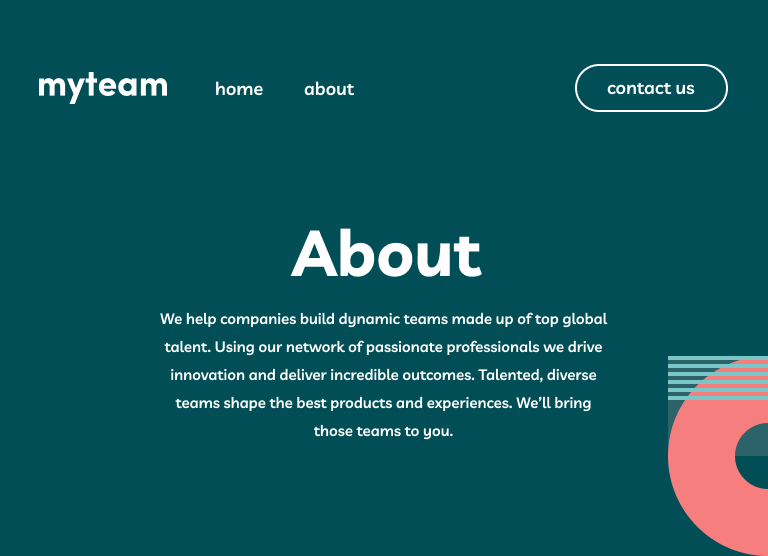 myteam home about contact us
About
We help companies build dynamic teams made up of top global
talent. Using our network of passionate professionals we drive
innovation and deliver incredible outcomes. Talented, diverse
teams shape the best products and experiences. We’ll bring
those teams to you.